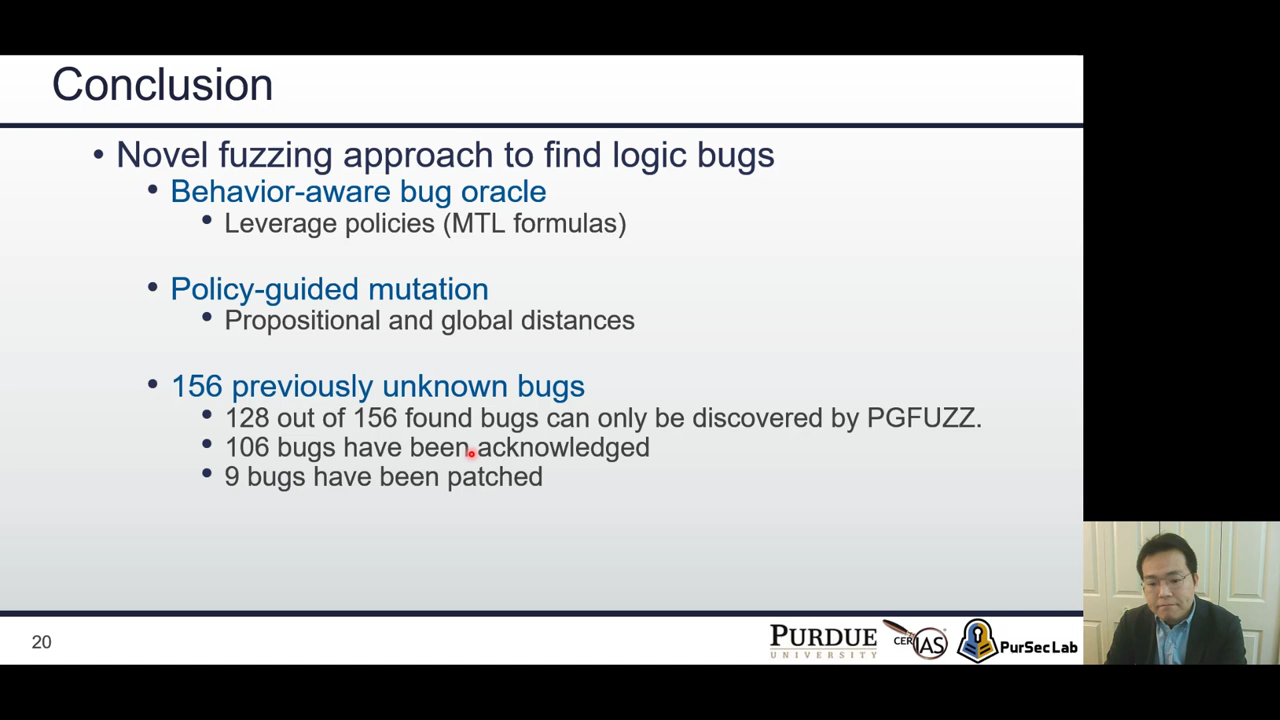 Conclusion
• Novel fuzzing approach to find logic bugs
• Behavior-aware bug oracle
• Leverage policies (MTL formulas)
• Policy-guided mutation
• Propositional and global distances
• 156 previously unknown bugs
• 128 out of 156 found bugs can only be discovered by PGFUZZ.
• 106 bugs have been acknowledged
• 9 bugs have been patched
20
PURDUE
UNIVERSITY
CERIAS
PurSecLab